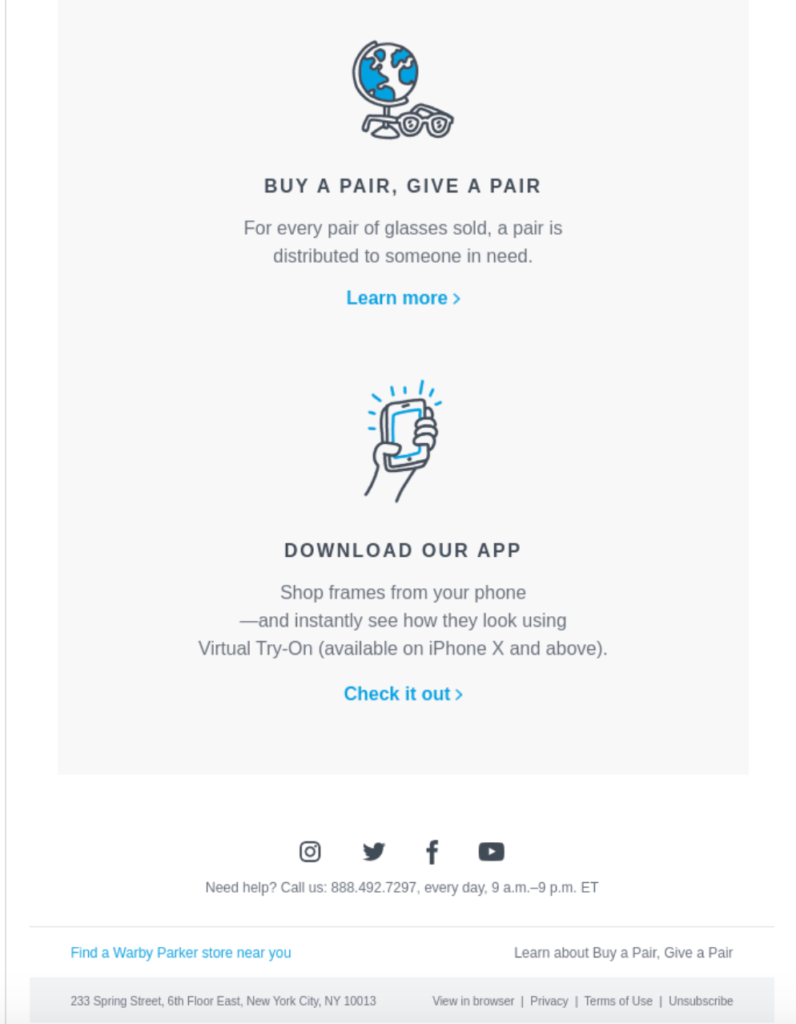 BUY A PAIR, GIVE A PAIR
For every pair of glasses sold, a pair is
distributed to someone in need.
Learn more >
DOWNLOAD OUR APP
Shop frames from your phone
—and instantly see how they look using
Virtual Try-On (available on iPhone X and above).
Check it out >
Need help? Call us: 888.492.7297, every day, 9 a.m.–9 p.m. ET
Find a Warby Parker store near you
Learn about Buy a Pair, Give a Pair
233 Spring Street, 6th Floor East, New York City, NY 10013
View in browser | Privacy | Terms of Use | Unsubscribe